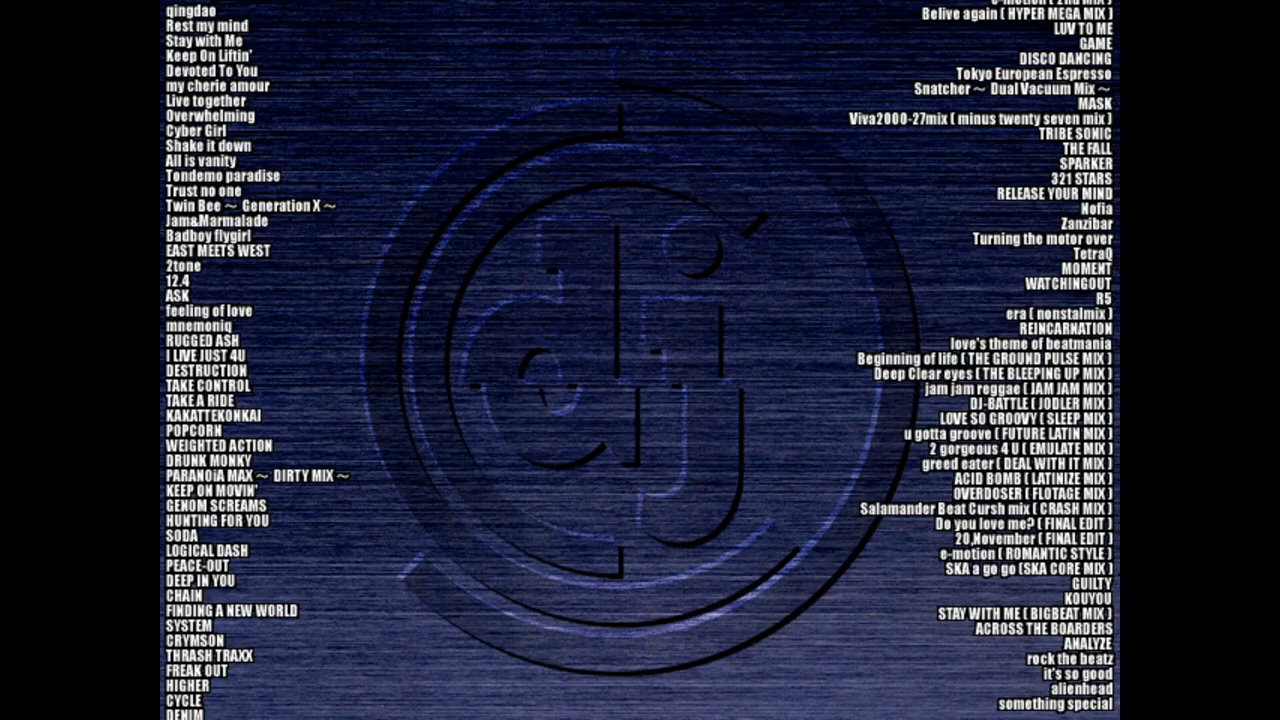 qingdao
Rest my mind
Stay with Me
Keep On Liftin'
Devoted To You
my cherie amour
Live together
Overwhelming
Cyber Girl
Shake it down
All is vanity
Tondemo paradise
Trust no one
Twin Bee ～ Generation X ～
Jam&Marmalade
Badboy flygirl
EAST MEETS WEST
2tone
12.4
ASK
feeling of love
mnemoniq
RUGGED ASH
I LIVE JUST 4U
DESTRUCTION
TAKE CONTROL
TAKE A RIDE
KAKATTEKONKAI
POPCORN
WEIGHTED ACTION
DRUNK MONKY
PARANOiA MAX ～ DIRTY MIX ～
KEEP ON MOVIN'
GENOM SCREAMS
HUNTING FOR YOU
SODA
LOGICAL DASH
PEACE-OUT
DEEP IN YOU
CHAIN
FINDING A NEW WORLD
SYSTEM
CRYMSON
THRASH TRAXX
FREAK OUT
HIGHER
CYCLE
DENIM
e-motion ( 2nd MIX )
Belive again ( HYPER MEGA MIX )
LUV TO ME
GAME
DISCO DANCING
Tokyo European Espresso
Snatcher ～ Dual Vacuum Mix ～
MASK
Viva2000-27mix ( minus twenty seven mix )
TRIBE SONIC
THE FALL
SPARKER
321 STARS
RELEASE YOUR MIND
Nofia
Zanzibar
Turning the motor over
TetraQ
MOMENT
WATCHINGOUT
R5
era ( nonstalmix )
REINCARNATION
love's theme of beatmania
Beginning of life ( THE GROUND PULSE MIX )
Deep Clear eyes ( THE BLEEPING UP MIX )
jam jam reggae ( JAM JAM MIX )
DJ-BATTLE ( JODLER MIX )
LOVE SO GROOVY ( SLEEP MIX )
u gotta groove ( FUTURE LATIN MIX )
2 gorgeous 4 U ( EMULATE MIX )
greed eater ( DEAL WITH IT MIX )
ACID BOMB ( LATINIZE MIX )
OVERDOSER ( FLOTAGE MIX )
Salamander Beat Cursh mix ( CRASH MIX )
Do you love me? ( FINAL EDIT )
20,November ( FINAL EDIT )
e-motion ( ROMANTIC STYLE )
SKA a go go (SKA CORE MIX )
GUILTY
KOUYOU
STAY WITH ME ( BIGBEAT MIX )
ACROSS THE BOARDERS
ANALYZE
rock the beatz
it's so good
alienhead
something special